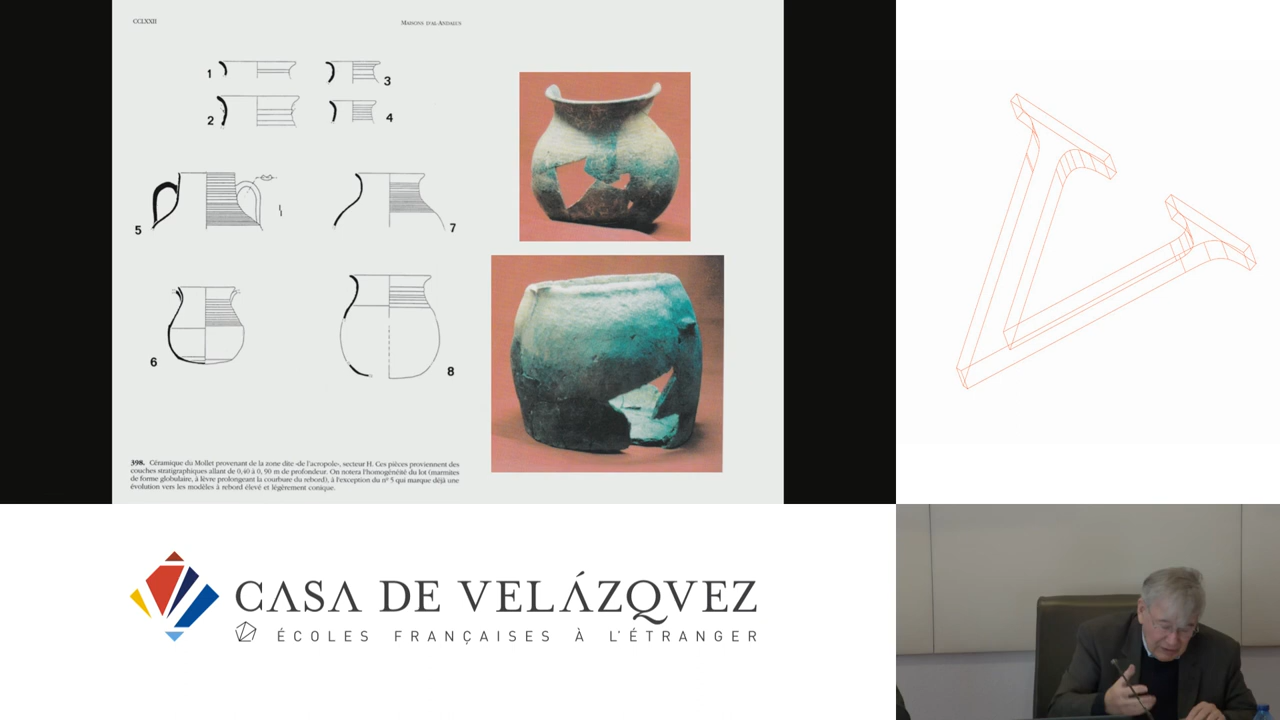 CCLXXII
MAISONS D'AL-ANDALUS
1
3
2
4
5
7
6
8
398. Céramique du Mollet provenant de la zone dite «de l'acropole», secteur H. Ces pièces proviennent des
couches stratigraphiques allant de 0,40 à 0, 90 m de profondeur. On notera l'homogénéité du lot (marmites
de forme globulaire, à lèvre prolongeant la courbure du rebord), à l'exception du nº 5 qui marque déjà une
évolution vers les modèles à rebord élevé et légèrement conique.
CASA DE VELÁZQVEZ
ÉCOLES FRANÇAISES À L'ÉTRANGER